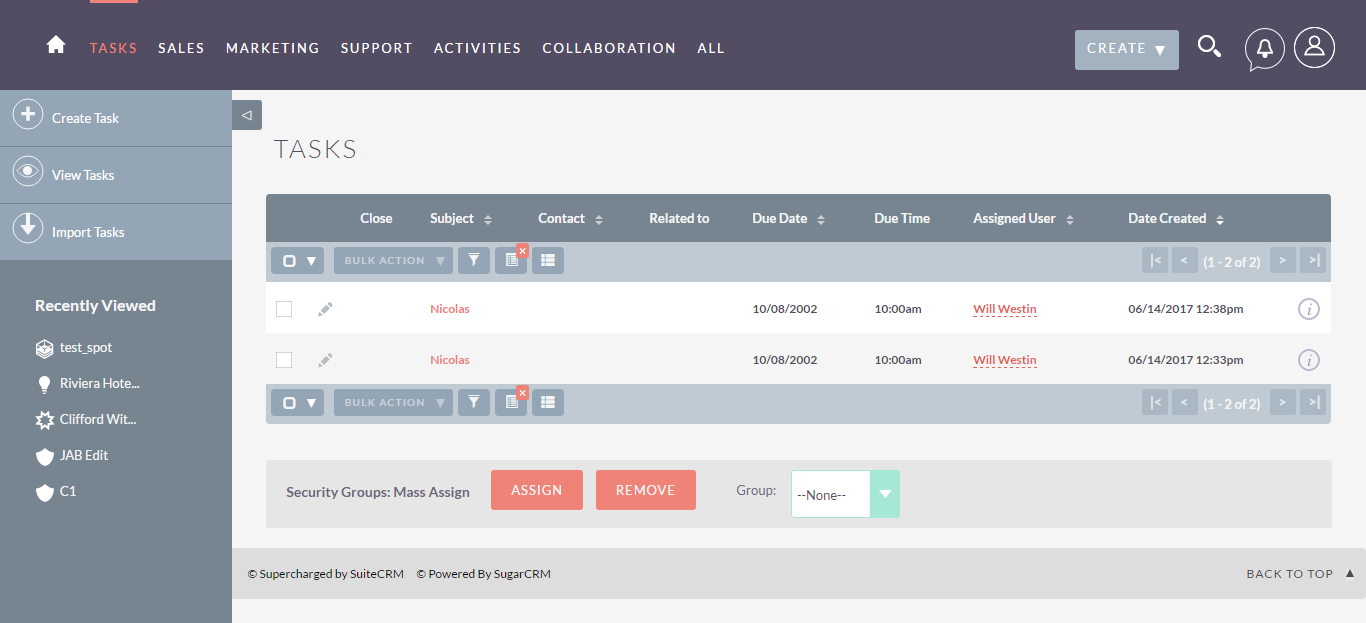 TASKS SALES MARKETING SUPPORT ACTIVITIES COLLABORATION ALL CREATE
Create Task
View Tasks
Import Tasks
Recently Viewed
test_spot
Riviera Hote...
Clifford Wit...
JAB Edit
C1
TASKS
Close Subject Contact Related to Due Date Due Time Assigned User Date Created
BULK ACTION (1 - 2 of 2)
Nicolas 10/08/2002 10:00am Will Westin 06/14/2017 12:38pm
Nicolas 10/08/2002 10:00am Will Westin 06/14/2017 12:33pm
BULK ACTION (1 - 2 of 2)
Security Groups: Mass Assign ASSIGN REMOVE Group: --None--
© Supercharged by SuiteCRM © Powered By SugarCRM BACK TO TOP